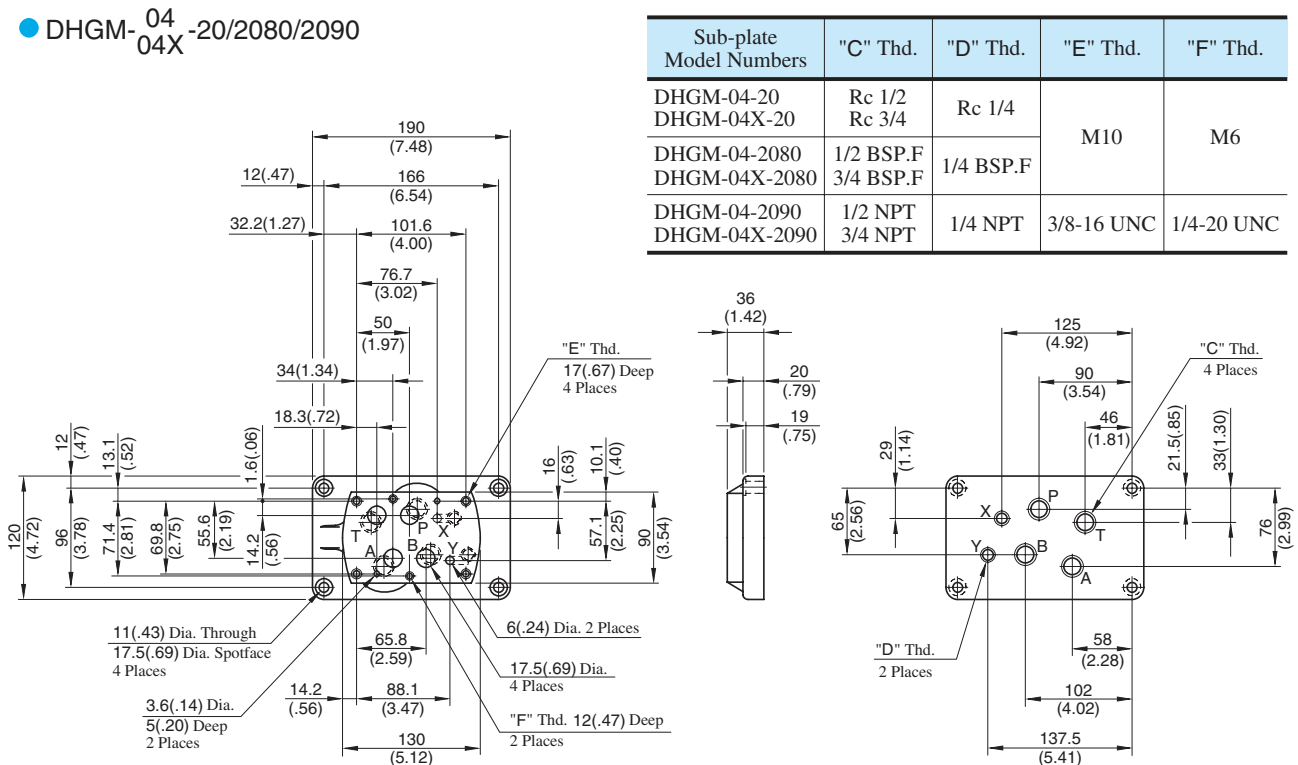 DHGM-04/04X-20/2080/2090
Sub-plate Model Numbers "C" Thd. "D" Thd. "E" Thd. "F" Thd.
DHGM-04-20 Rc 1/2 Rc 1/4 M10 M6
DHGM-04X-20 Rc 3/4
DHGM-04-2080 1/2 BSP.F 1/4 BSP.F
DHGM-04X-2080 3/4 BSP.F
DHGM-04-2090 1/2 NPT 1/4 NPT 3/8-16 UNC 1/4-20 UNC
DHGM-04X-2090 3/4 NPT
190
(7.48)
12(.47)
166
(6.54)
32.2(1.27)
101.6
(4.00)
76.7
(3.02)
50
(1.97)
34(1.34)
18.3(.72)
"E" Thd.
17(.67) Deep
4 Places
12
(.47)
13.1
(.52)
1.6(.06)
16
(.63)
10.1
(.40)
120
(4.72)
96
(3.78)
71.4
(2.81)
69.8
(2.75)
55.6
(2.19)
14.2
(.56)
T
P
X
A
B
Y
57.1
(2.25)
90
(3.54)
11(.43) Dia. Through
17.5(.69) Dia. Spotface
4 Places
3.6(.14) Dia.
5(.20) Deep
2 Places
14.2
(.56)
65.8
(2.59)
88.1
(3.47)
130
(5.12)
6(.24) Dia. 2 Places
17.5(.69) Dia.
4 Places
"F" Thd. 12(.47) Deep
2 Places
36
(1.42)
20
(.79)
19
(.75)
125
(4.92)
90
(3.54)
46
(1.81)
"C" Thd.
4 Places
29
(1.14)
21.5(.85)
33(1.30)
65
(2.56)
76
(2.99)
X
P
T
Y
B
A
"D" Thd.
2 Places
58
(2.28)
102
(4.02)
137.5
(5.41)